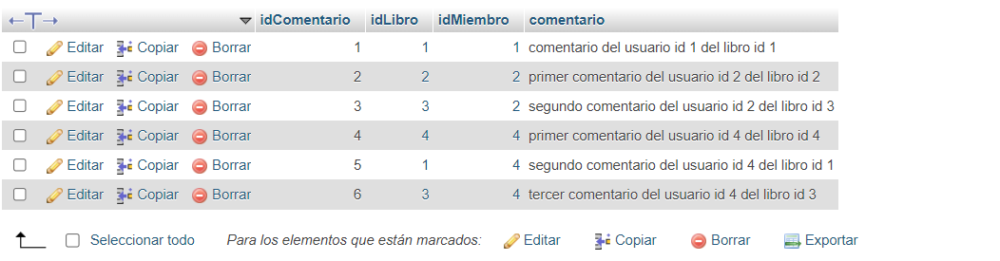 idComentario idLibro idMiembro comentario
Editar Copiar Borrar 1 1 1 comentario del usuario id 1 del libro id 1
Editar Copiar Borrar 2 2 2 primer comentario del usuario id 2 del libro id 2
Editar Copiar Borrar 3 3 2 segundo comentario del usuario id 2 del libro id 3
Editar Copiar Borrar 4 4 4 primer comentario del usuario id 4 del libro id 4
Editar Copiar Borrar 5 1 4 segundo comentario del usuario id 4 del libro id 1
Editar Copiar Borrar 6 3 4 tercer comentario del usuario id 4 del libro id 3
Seleccionar todo Para los elementos que están marcados: Editar Copiar Borrar Exportar